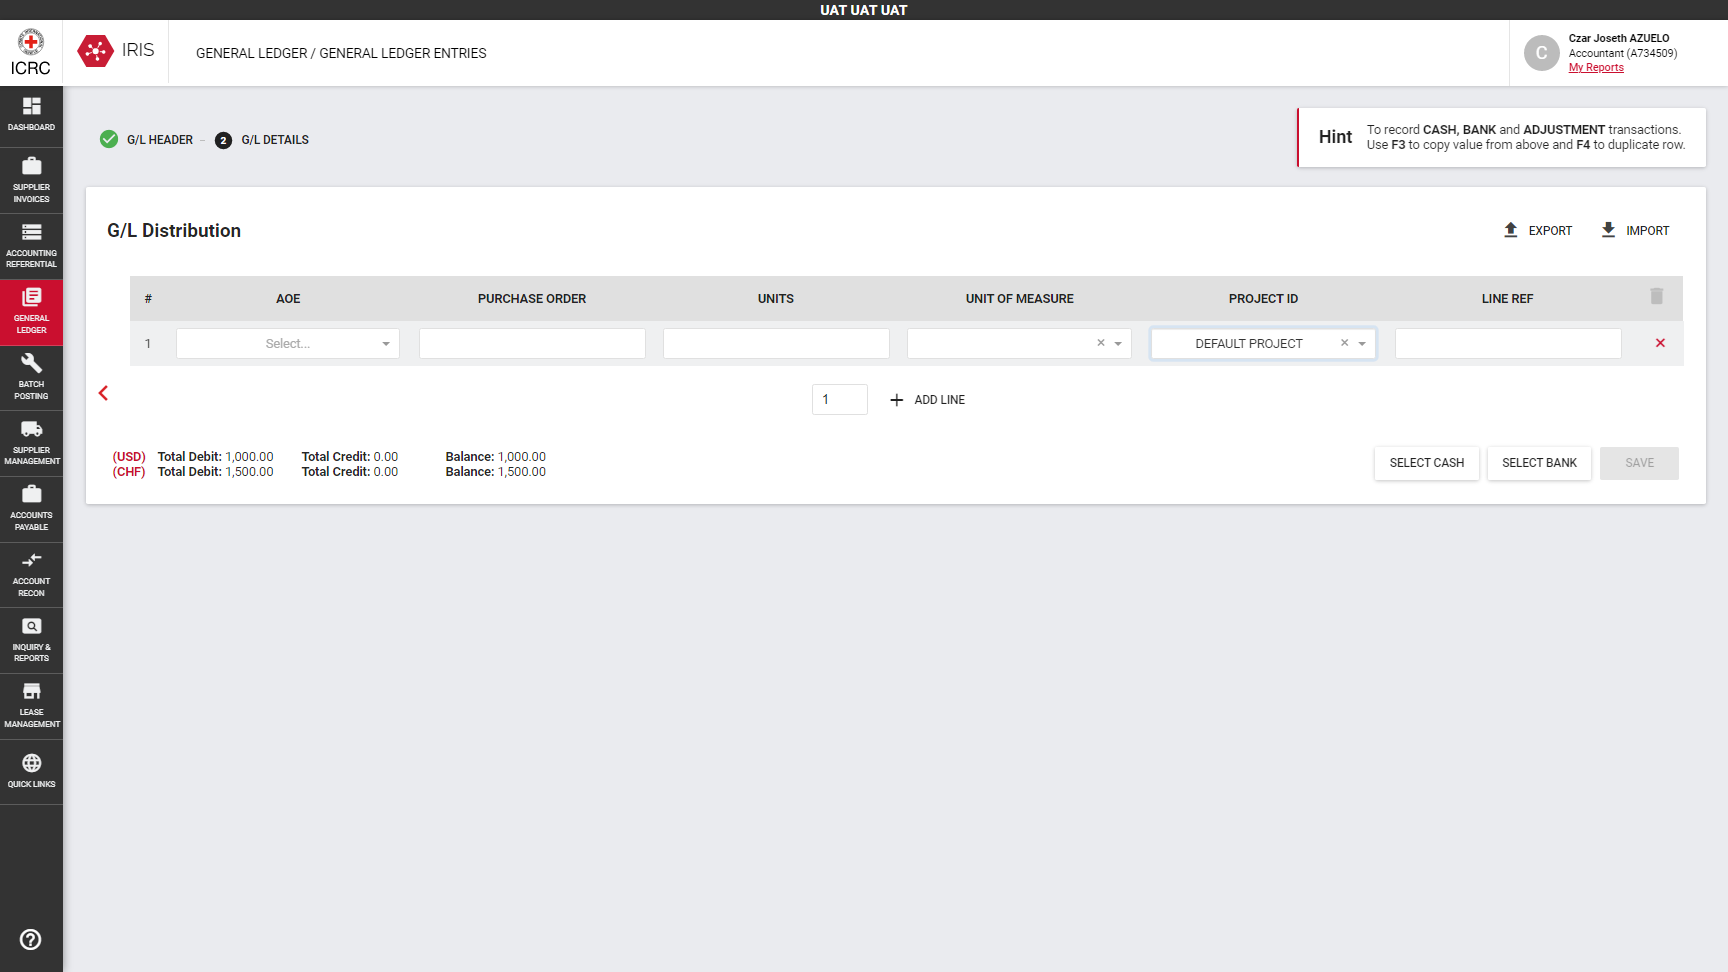 UAT UAT UAT
ICRC
IRIS
GENERAL LEDGER / GENERAL LEDGER ENTRIES
C
Czar Joseth AZUELO
Accountant (A734509)
My Reports
DASHBOARD
SUPPLIER
INVOICES
ACCOUNTING
REFERENTIAL
GENERAL
LEDGER
BATCH
POSTING
SUPPLIER
MANAGEMENT
ACCOUNTS
PAYABLE
ACCOUNT
RECON
INQUIRY &
REPORTS
LEASE
MANAGEMENT
QUICK LINKS
G/L HEADER – 2 G/L DETAILS
Hint
To record CASH, BANK and ADJUSTMENT transactions.
Use F3 to copy value from above and F4 to duplicate row.
G/L Distribution
EXPORT IMPORT
# AOE PURCHASE ORDER UNITS UNIT OF MEASURE PROJECT ID LINE REF
1 Select... DEFAULT PROJECT
1 ADD LINE
(USD) Total Debit: 1,000.00 Total Credit: 0.00 Balance: 1,000.00
(CHF) Total Debit: 1,500.00 Total Credit: 0.00 Balance: 1,500.00
SELECT CASH SELECT BANK SAVE